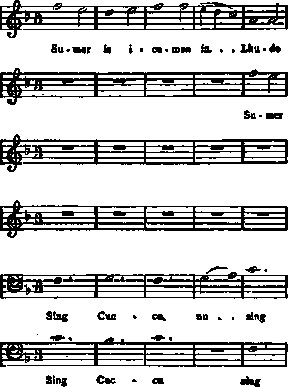 Su-mer is i-cu-men in. . Lhu-de
Su-mer
Sing Cuc - cu, nu . . sing
Sing Cuc - cu sing